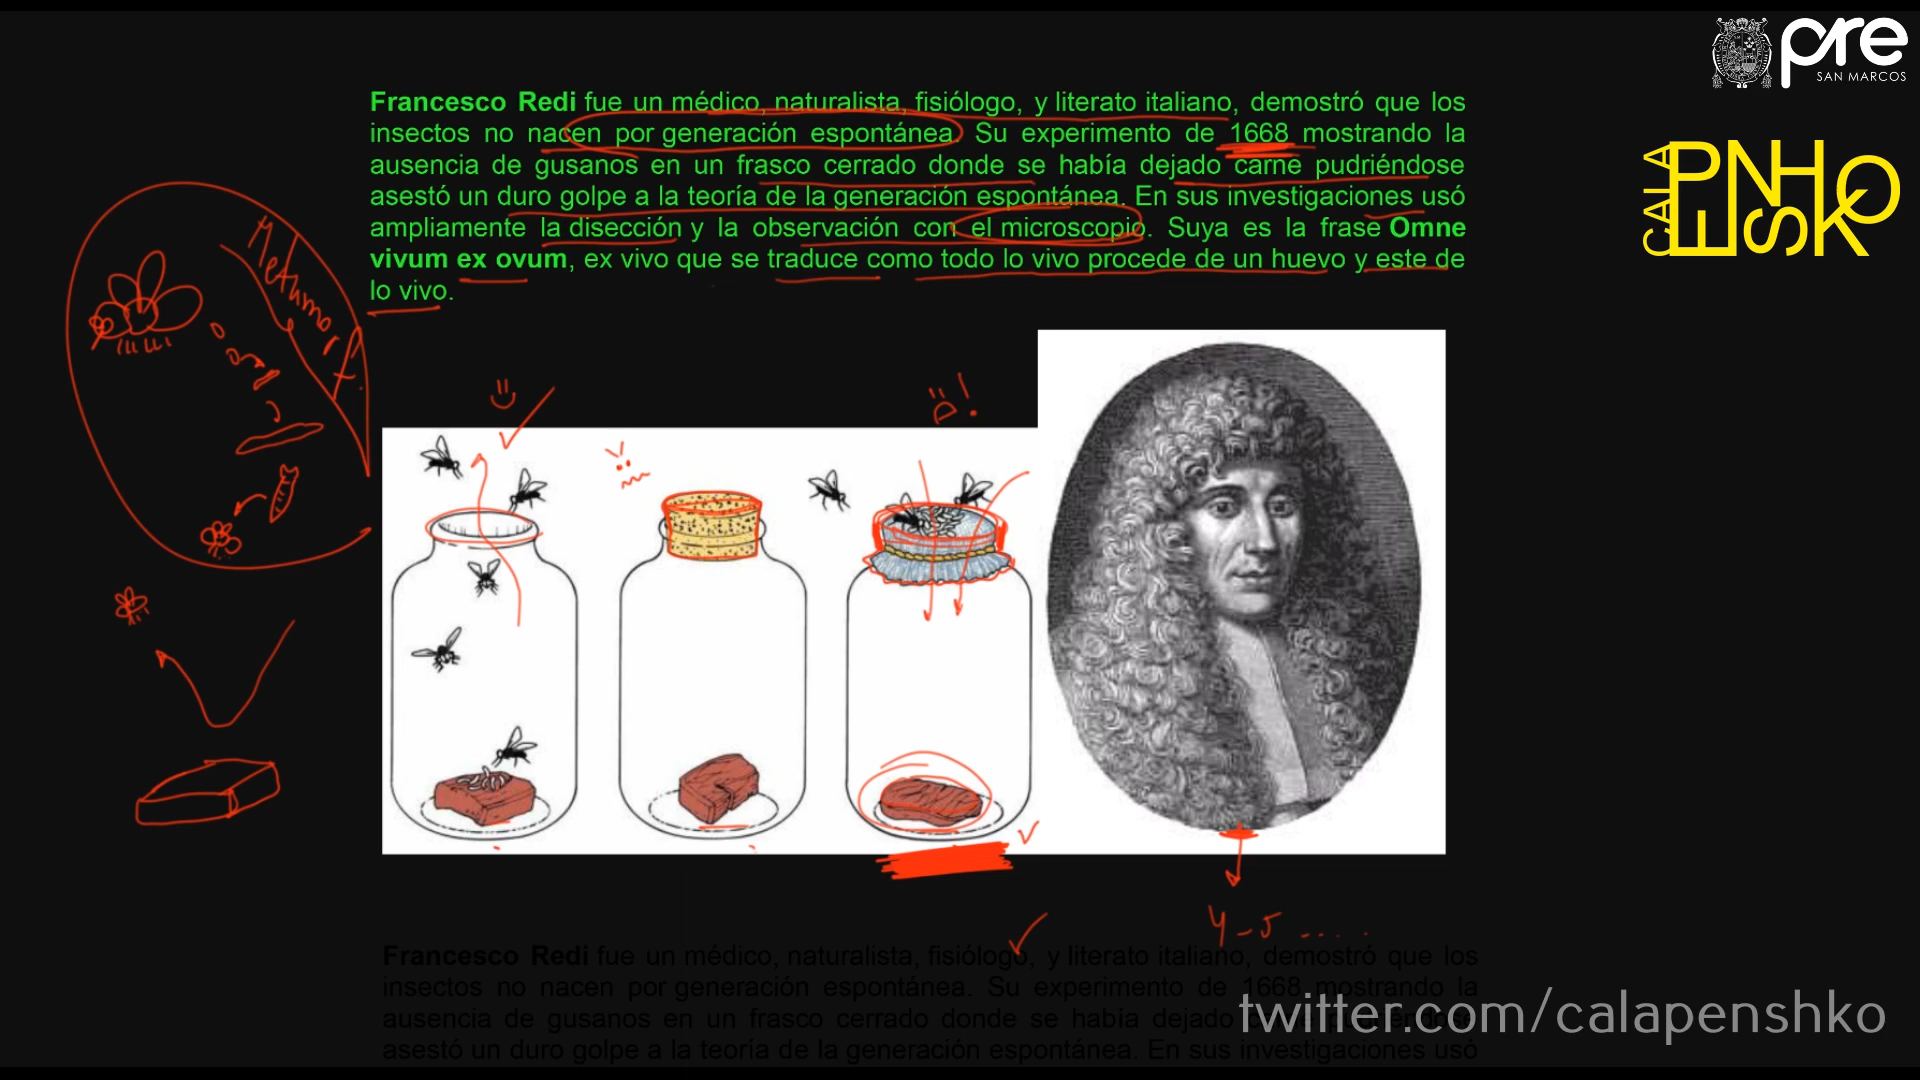 pre
SAN MARCOS
Francesco Redi fue un médico, naturalista, fisiólogo, y literato italiano, demostró que los
insectos no nacen por generación espontánea. Su experimento de 1668 mostrando la
ausencia de gusanos en un frasco cerrado donde se había dejado carne pudriéndose
asestó un duro golpe a la teoría de la generación espontánea. En sus investigaciones usó
ampliamente la disección y la observación con el microscopio. Suya es la frase Omne
vivum ex ovum, ex vivo que se traduce como todo lo vivo procede de un huevo y este de
lo vivo.
CALA
PENSHKO
Metamorf.
4-5 .....
Francesco Redi fue un médico, naturalista, fisiólogo, y literato italiano, demostró que los
insectos no nacen por generación espontánea. Su experimento de 1668 mostrando la
ausencia de gusanos en un frasco cerrado donde se había dejado
asestó un duro golpe a la teoría de la generación espontánea. En sus investigaciones usó
twitter.com/calapenshko